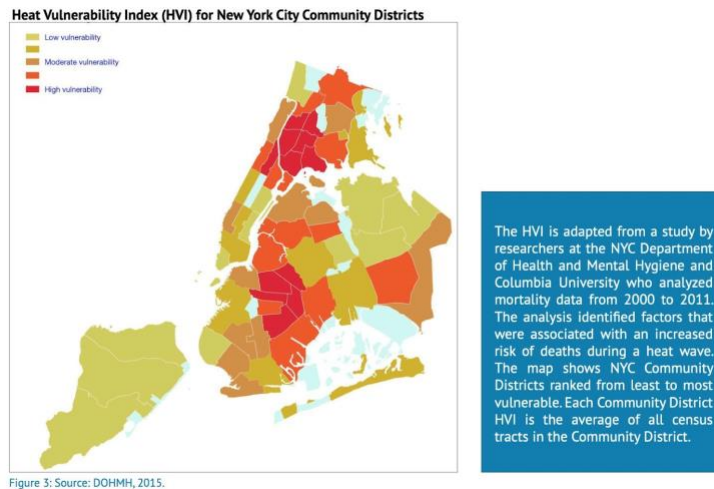 Heat Vulnerability Index (HVI) for New York City Community Districts
Low vulnerability
Moderate vulnerability
High vulnerability
The HVI is adapted from a study by
researchers at the NYC Department
of Health and Mental Hygiene and
Columbia University who analyzed
mortality data from 2000 to 2011.
The analysis identified factors that
were associated with an increased
risk of deaths during a heat wave.
The map shows NYC Community
Districts ranked from least to most
vulnerable. Each Community District
HVI is the average of all census
tracts in the Community District.
Figure 3: Source: DOHMH, 2015.